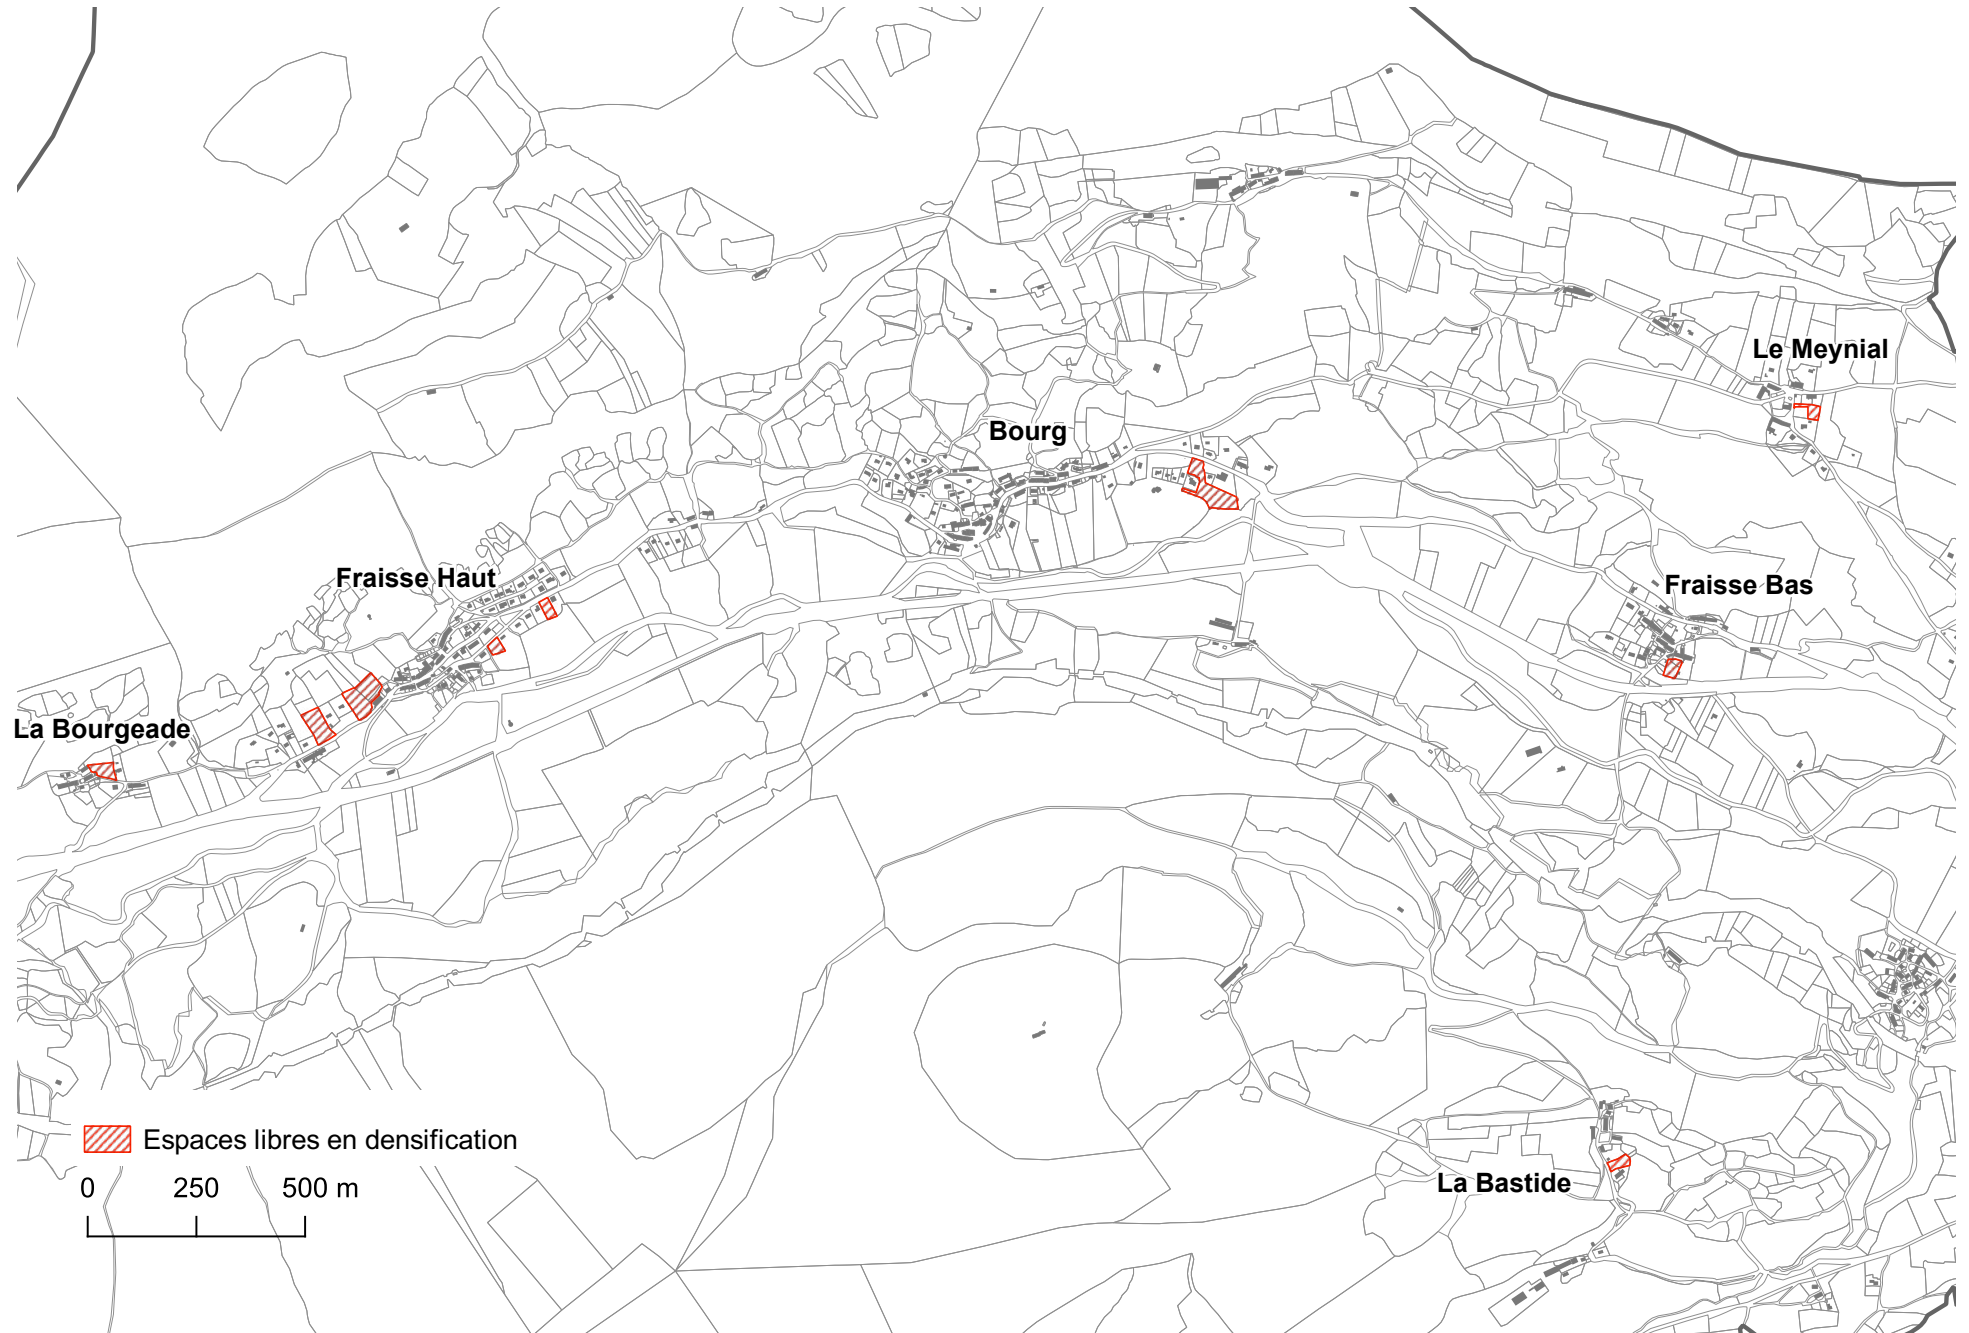 Le Meynial
Bourg
Fraisse Haut
Fraisse Bas
La Bourgeade
Espaces libres en densification
0 250 500 m
La Bastide